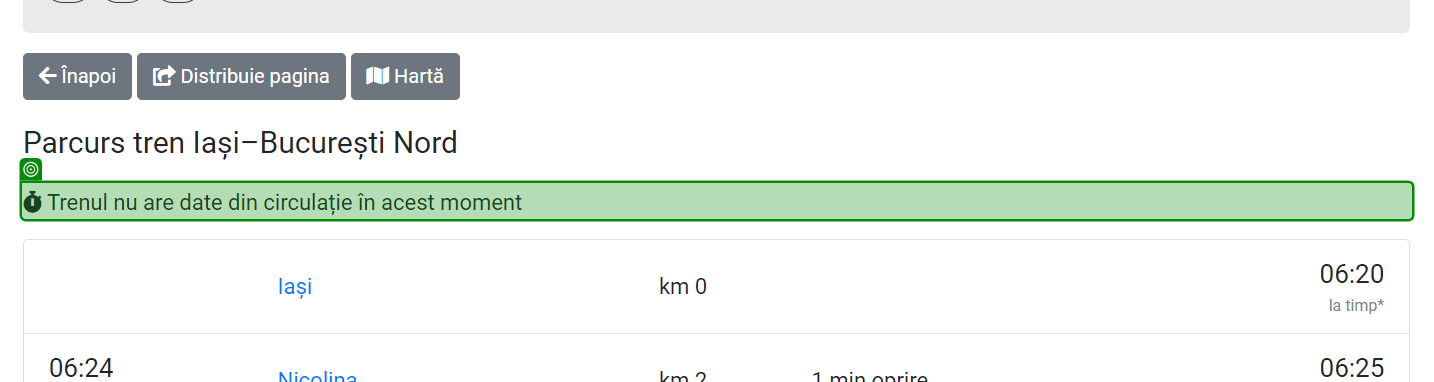 Înapoi Distribuie pagina Hartă
Parcurs tren Iași–București Nord
Trenul nu are date din circulație în acest moment
Iași km 0 06:20
la timp*
06:24 Nicolina km 2 1 min oprire 06:25